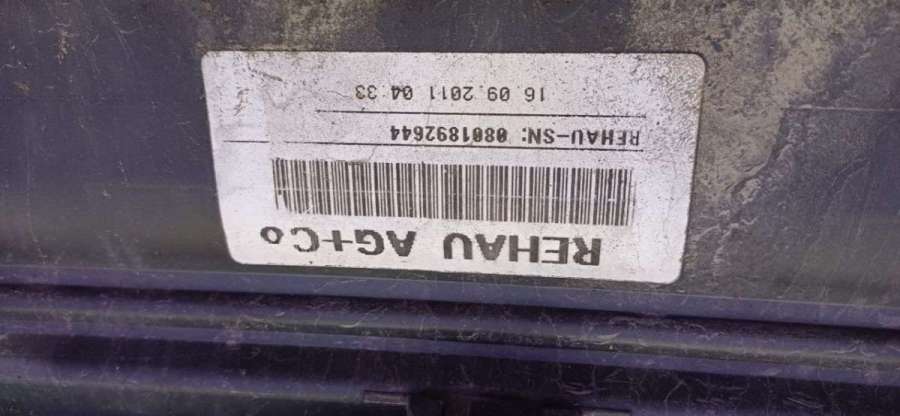 REHAU AG+Co
REHAU-SN: 0801892644
16.09.2011 04:33